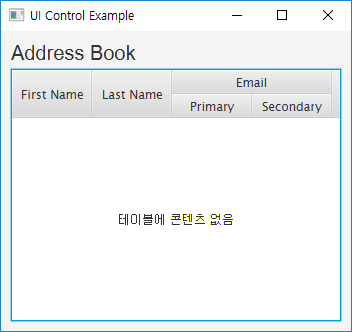 UI Control Example
Address Book
First Name Last Name Email
Primary Secondary
테이블에 콘텐츠 없음